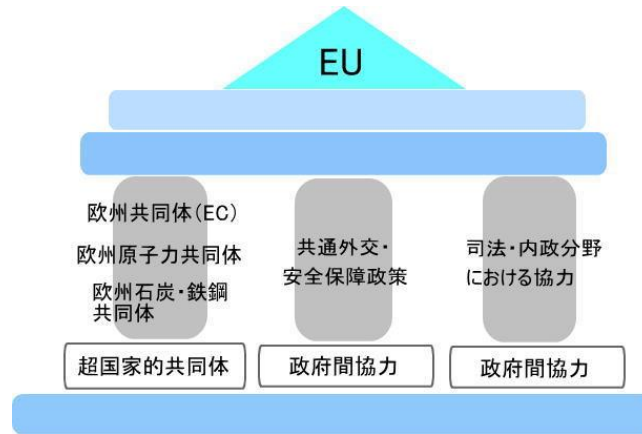 EU
欧州共同体(EC)
欧州原子力共同体
欧州石炭・鉄鋼
共同体
共通外交・
安全保障政策
司法・内政分野
における協力
超国家的共同体
政府間協力
政府間協力